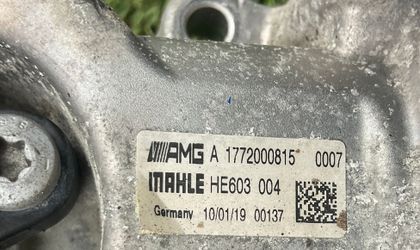 AMG A 1772000815 0007
MAHLE HE603 004
Germany 10/01/19 00137